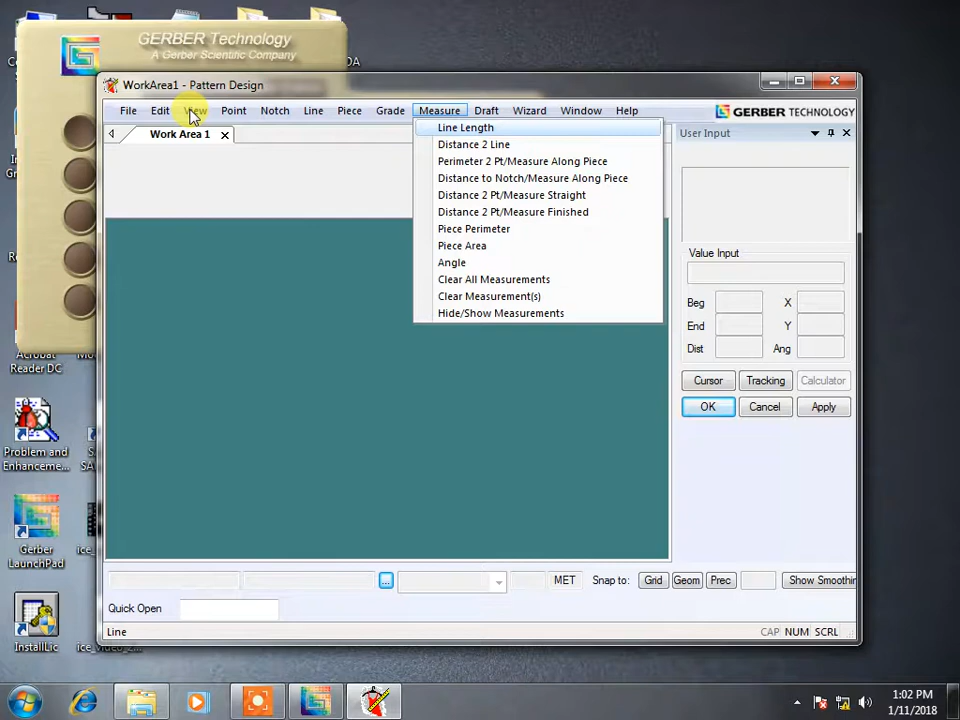 GERBER Technology
A Gerber Scientific Company
WorkArea1 - Pattern Design
File Edit View Point Notch Line Piece Grade Measure Draft Wizard Window Help
GERBER TECHNOLOGY
Work Area 1
User Input
Line Length
Distance 2 Line
Perimeter 2 Pt/Measure Along Piece
Distance to Notch/Measure Along Piece
Distance 2 Pt/Measure Straight
Distance 2 Pt/Measure Finished
Piece Perimeter
Piece Area
Angle
Clear All Measurements
Clear Measurement(s)
Hide/Show Measurements
Value Input
Beg X
End Y
Dist Ang
Cursor Tracking Calculator
OK Cancel Apply
... MET Snap to: Grid Geom Prec Show Smoothin
Quick Open
Line
CAP NUM SCRL
Reader DC
Problem and
Enhanceme...
Gerber
LaunchPad
InstallLic
ice_video_2...
1:02 PM
1/11/2018